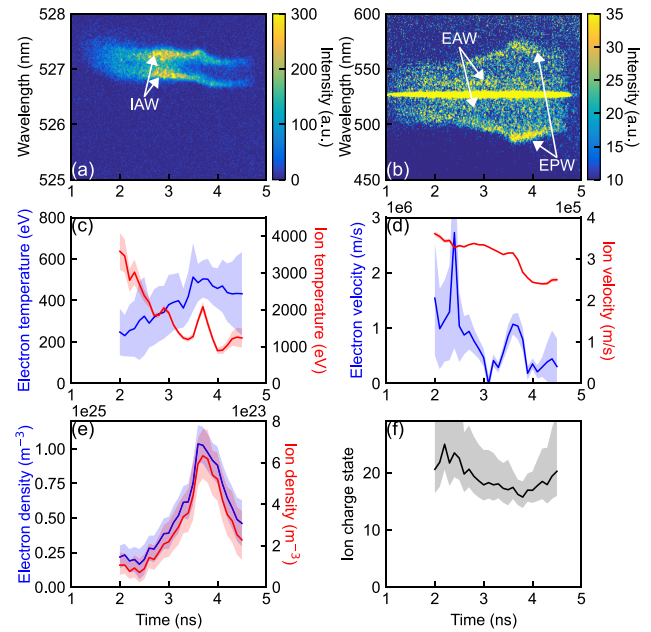 528
527
526
525
Wavelength (nm)
IAW
(a)
300
200
100
0
Intensity (a.u.)
600
550
500
450
Wavelength (nm)
EAW
EPW
(b)
35
30
25
20
15
10
Intensity (a.u.)
1 2 3 4 5
1 2 3 4 5
(c)
800
600
400
200
0
Electron temperature (eV)
4000
3000
2000
1000
0
Ion temperature
(eV)
1 2 3 4 5
1e6
(d)
3
2
1
0
Electron velocity (m/s)
1e5
4
3
2
1
0
Ion velocity
(m/s)
1 2 3 4 5
1e25
(e)
1.00
0.75
0.50
0.25
0.00
Electron density (m⁻³)
1e23
8
6
4
2
0
Ion density
(m⁻³)
1 2 3 4 5
Time (ns)
(f)
20
10
0
Ion charge state
1 2 3 4 5
Time (ns)